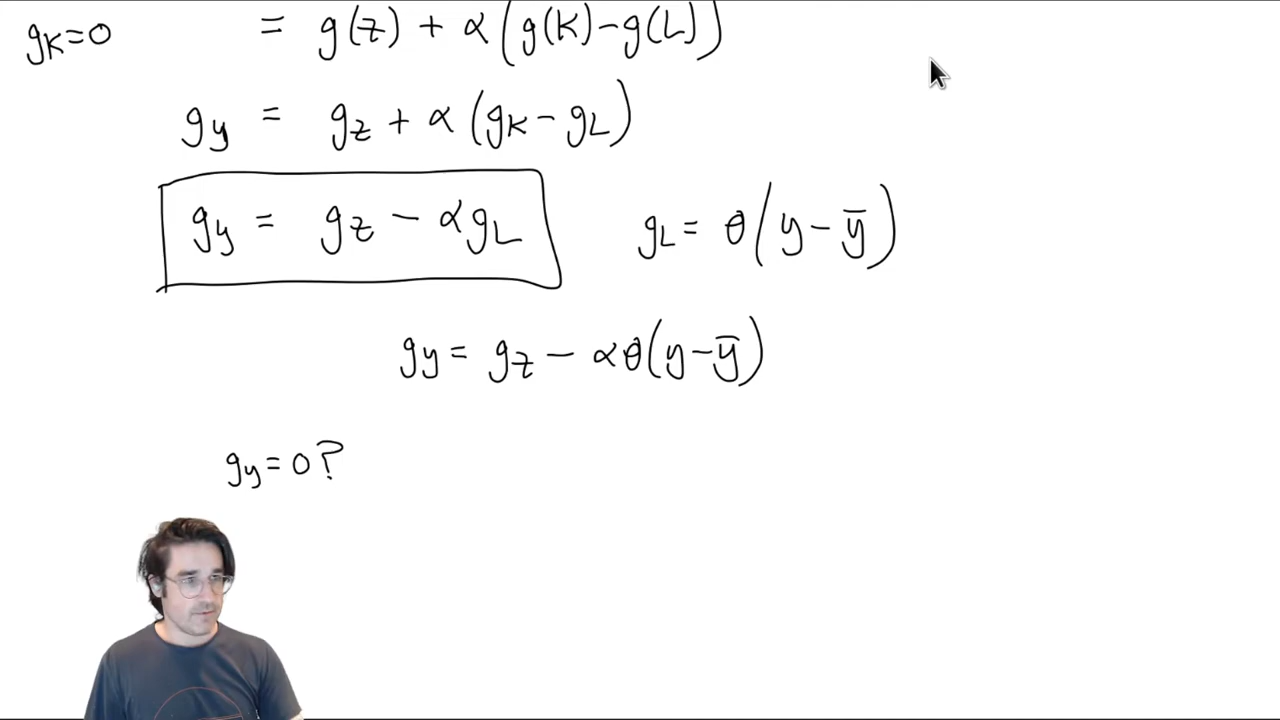 gK=0 = g(z) + α(g(K)-g(L))
gy = gz + α(gK - gL)
gy = gz - αgL gL = θ(y - ȳ)
gy = gz - αθ(y-ȳ)
gy = 0?